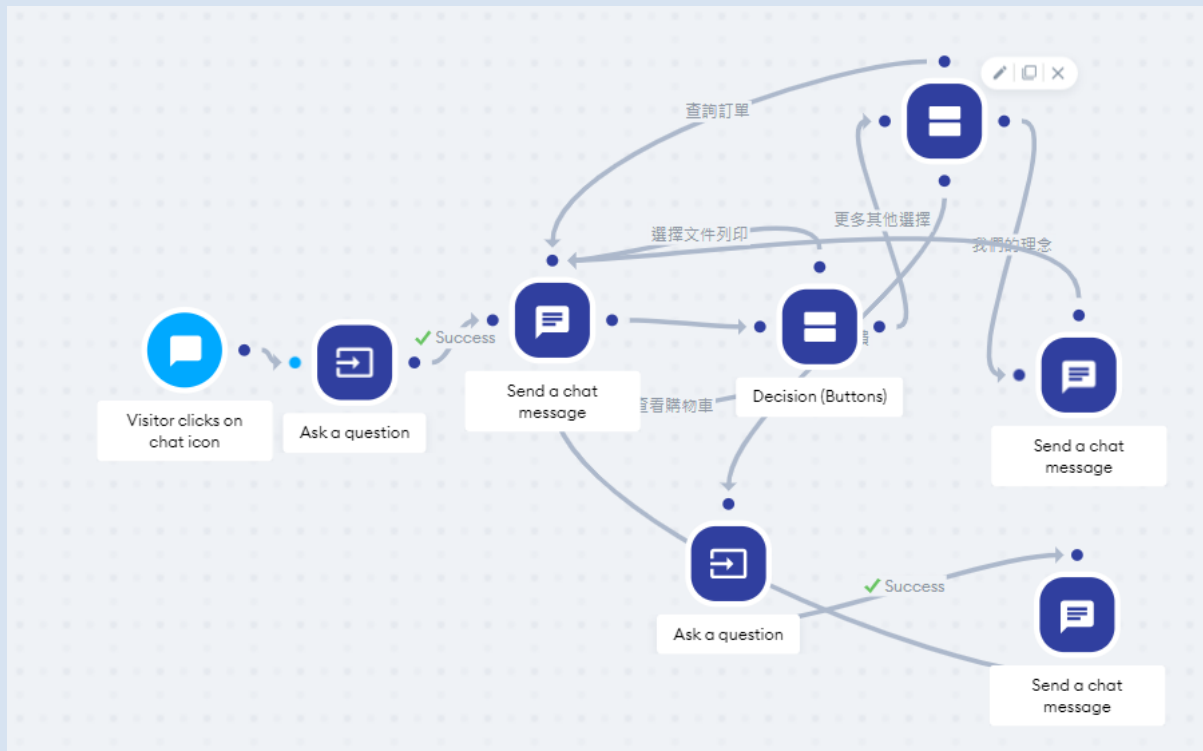 查詢訂單
更多其他選擇
選擇文件列印
我們的理念
Success
Send a chat
message
Decision (Buttons)
查看購物車
Visitor clicks on
chat icon
Ask a question
Send a chat
message
Success
Ask a question
Send a chat
message